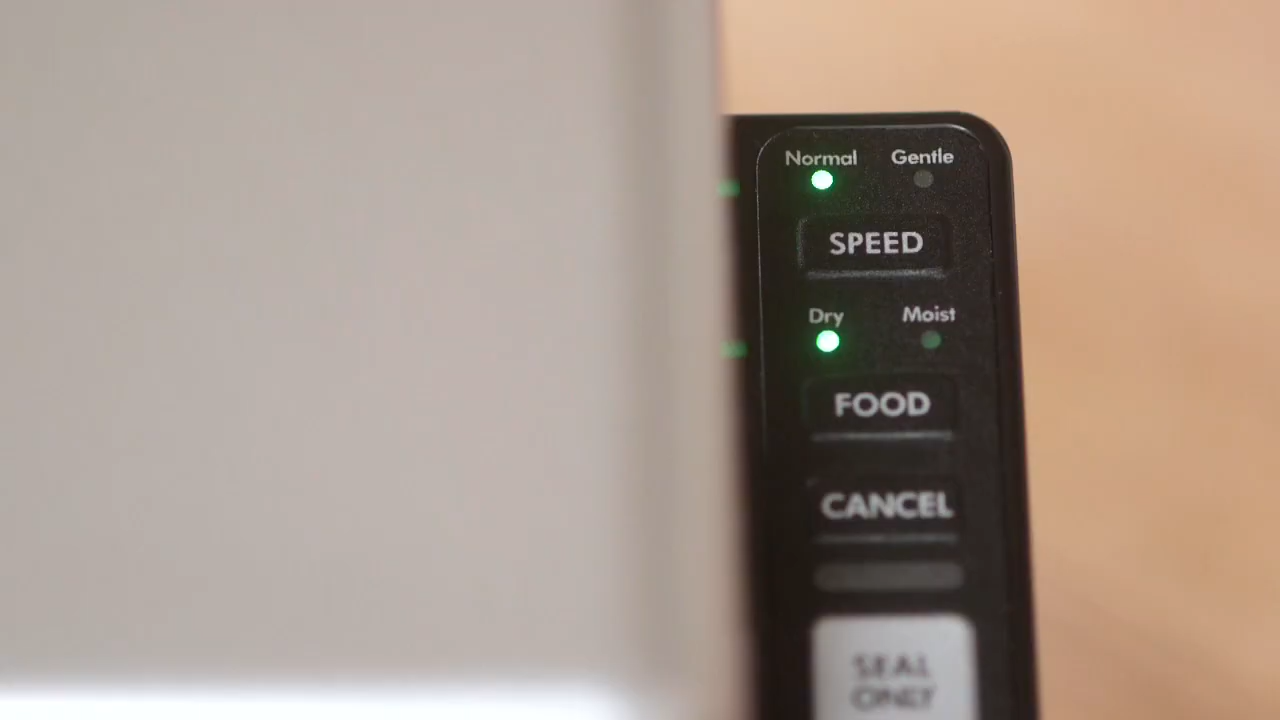 Normal Gentle
SPEED
Dry Moist
FOOD
CANCEL
SEAL
ONLY